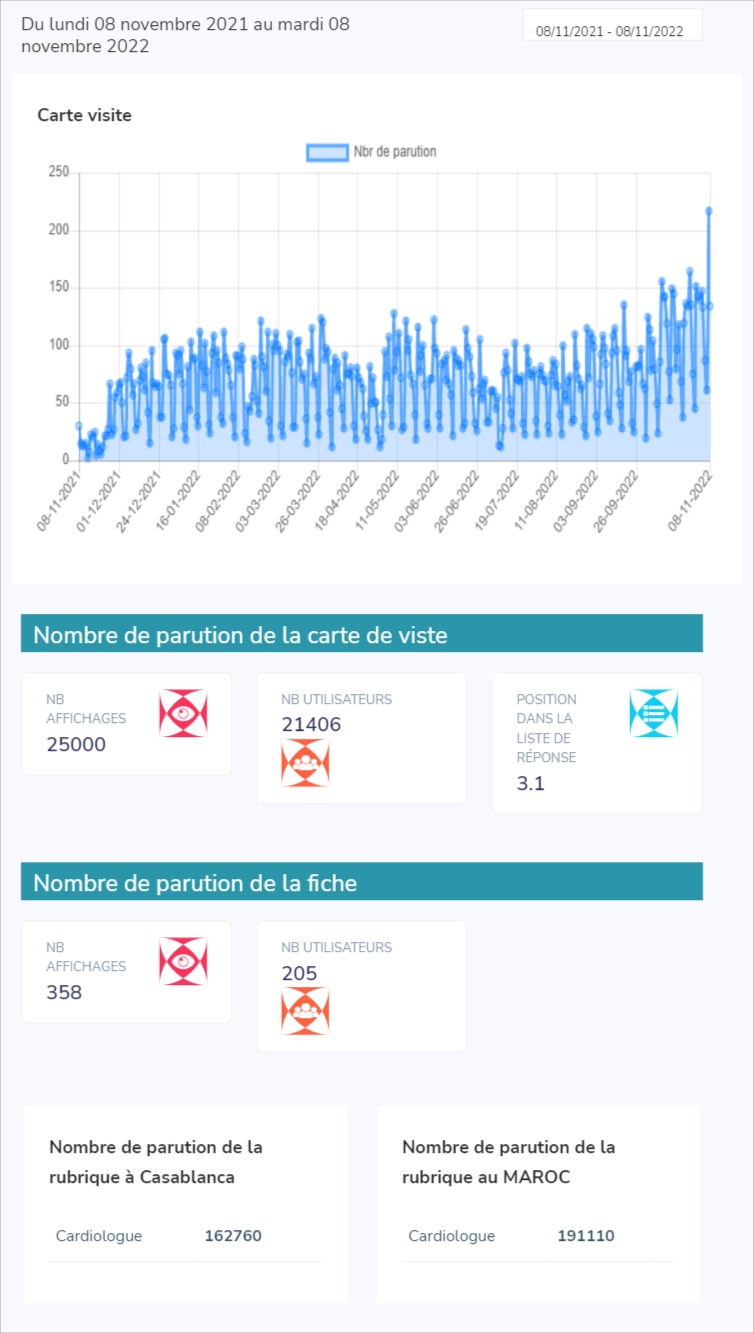 Du lundi 08 novembre 2021 au mardi 08
novembre 2022
08/11/2021 - 08/11/2022
Carte visite
Nbr de parution
250
200
150
100
50
0
08-11-2021
01-12-2021
24-12-2021
16-01-2022
08-02-2022
03-03-2022
26-03-2022
18-04-2022
11-05-2022
03-06-2022
26-06-2022
19-07-2022
11-08-2022
03-09-2022
26-09-2022
08-11-2022
Nombre de parution de la carte de viste
NB
AFFICHAGES
25000
NB UTILISATEURS
21406
POSITION
DANS LA
LISTE DE
RÉPONSE
3.1
Nombre de parution de la fiche
NB
AFFICHAGES
358
NB UTILISATEURS
205
Nombre de parution de la
rubrique à Casablanca
Cardiologue 162760
Nombre de parution de la
rubrique au MAROC
Cardiologue 191110